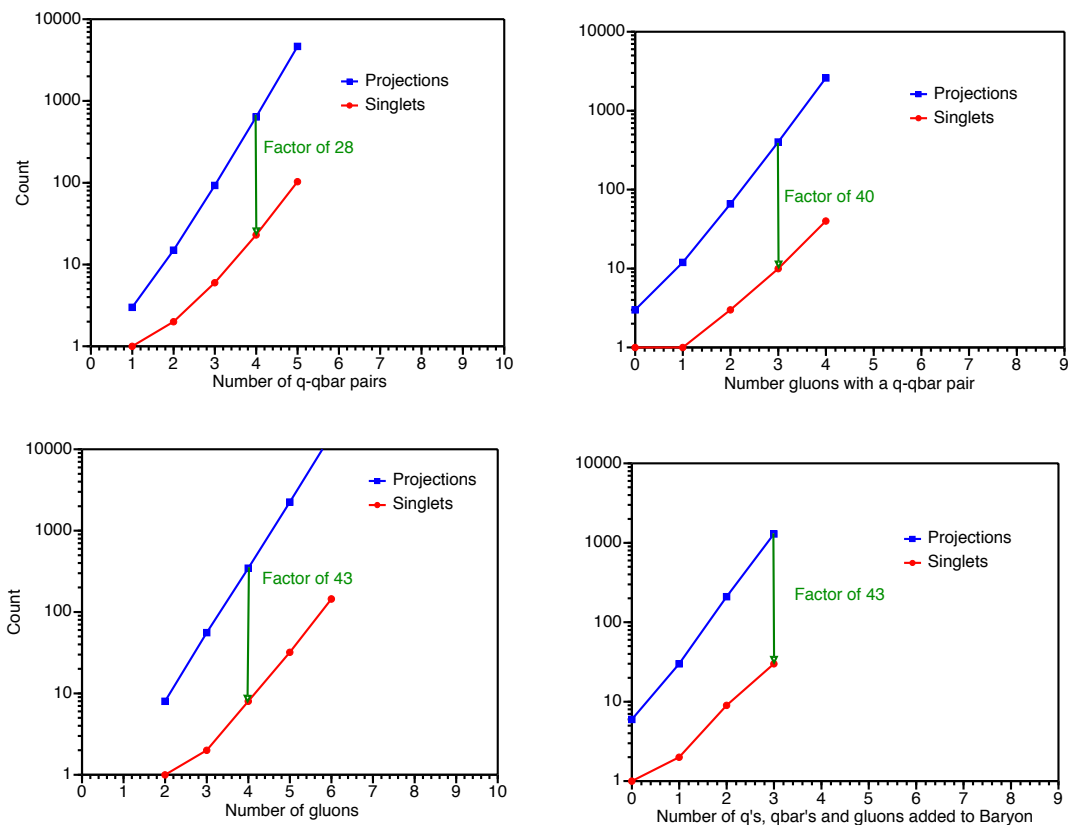 10000
1000
100
10
1
Count
Projections
Singlets
Factor of 28
0 1 2 3 4 5 6 7 8 9 10
Number of q-qbar pairs
10000
1000
100
10
1
Projections
Singlets
Factor of 40
0 1 2 3 4 5 6 7 8 9
Number gluons with a q-qbar pair
10000
1000
100
10
1
Count
Projections
Singlets
Factor of 43
0 1 2 3 4 5 6 7 8 9 10
Number of gluons
10000
1000
100
10
1
Projections
Singlets
Factor of 43
0 1 2 3 4 5 6 7 8 9
Number of q's, qbar's and gluons added to Baryon